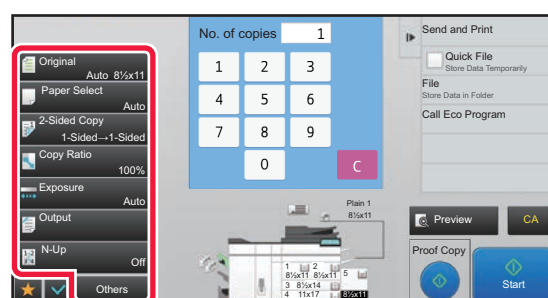 Original
Auto 8½x11
Paper Select
Auto
2-Sided Copy
1-Sided→1-Sided
Copy Ratio
100%
Exposure
Auto
Output
N-Up
Off
Others
No. of copies 1
1 2 3
4 5 6
7 8 9
0 C
Plain 1
8½x11
1 2
8½x11 8½x11 5
3 8½x14
4 11x17 8½x11
Send and Print
Quick File
Store Data Temporarily
File
Store Data in Folder
Call Eco Program
Preview CA
Proof Copy
Start